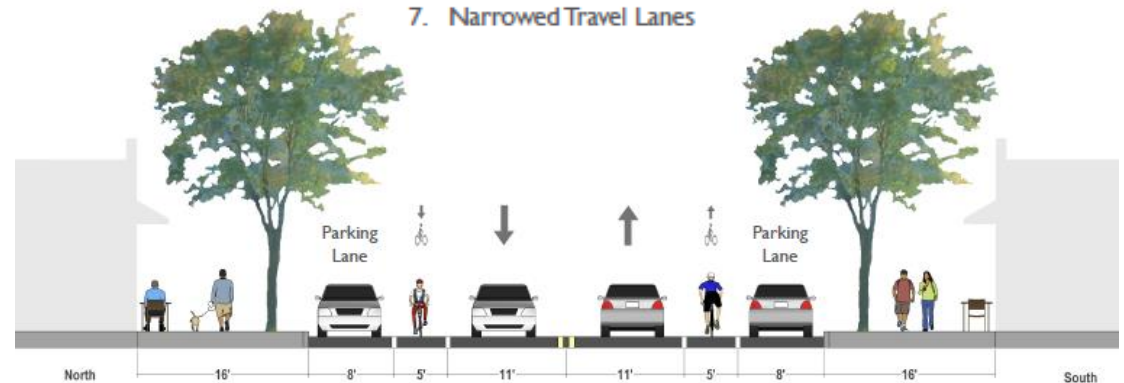 7. Narrowed Travel Lanes
Parking
Lane
Parking
Lane
North 16' 8' 5' 11' 11' 5' 8' 16' South